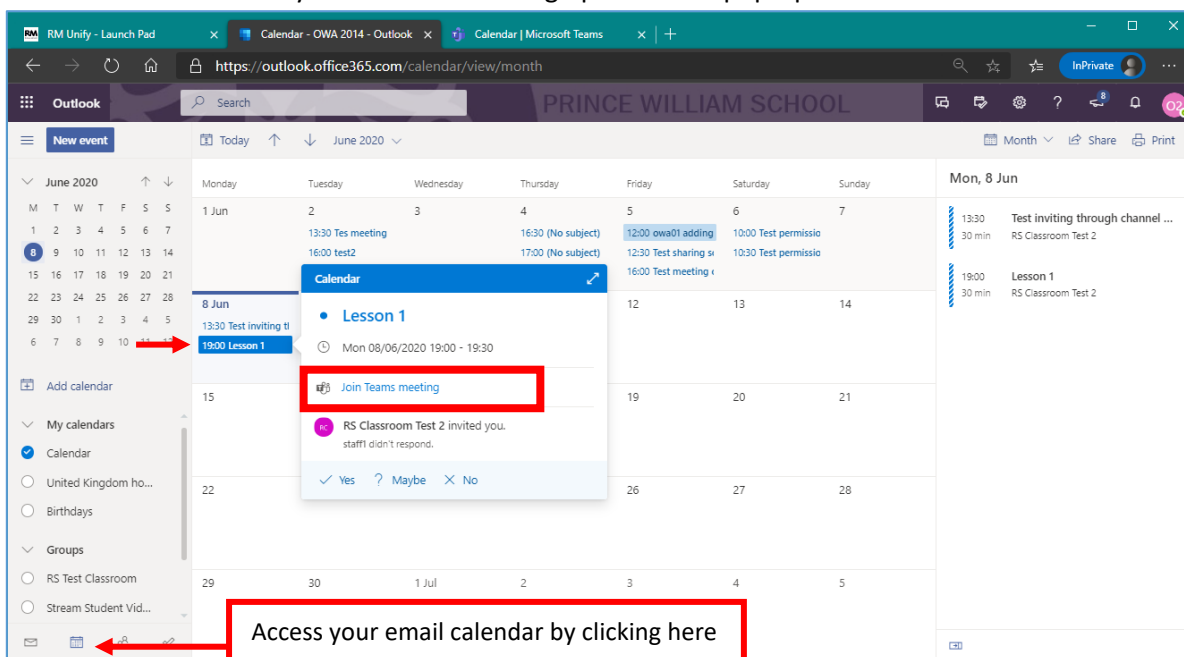 RM Unify - Launch Pad
Calendar - OWA 2014 - Outlook
Calendar | Microsoft Teams
https://outlook.office365.com/calendar/view/month
InPrivate
Outlook
Search
PRINCE WILLIAM SCHOOL
8
New event
Today
June 2020
Month
Share
Print
June 2020
M T W T F S S
1 2 3 4 5 6 7
8 9 10 11 12 13 14
15 16 17 18 19 20 21
22 23 24 25 26 27 28
29 30 1 2 3 4 5
6 7 8 9 10
Add calendar
My calendars
Calendar
United Kingdom ho...
Birthdays
Groups
RS Test Classroom
Stream Student Vid...
Monday Tuesday Wednesday Thursday Friday Saturday Sunday
1 Jun 2 3 4 5 6 7
13:30 Tes meeting 16:30 (No subject) 12:00 owa01 adding 10:00 Test permissio
16:00 test2 17:00 (No subject) 12:30 Test sharing 10:30 Test permissio
16:00 Test meeting
8 Jun 12 13 14
13:30 Test inviting
19:00 Lesson 1
Calendar
Lesson 1
Mon 08/06/2020 19:00 - 19:30
Join Teams meeting
RC RS Classroom Test 2 invited you.
staff1 didn't respond.
Yes ? Maybe No
15 19 20 21
22 26 27 28
29 30 1 Jul 2 3 4 5
Mon, 8 Jun
13:30 Test inviting through channel ...
30 min RS Classroom Test 2
19:00 Lesson 1
30 min RS Classroom Test 2
Access your email calendar by clicking here